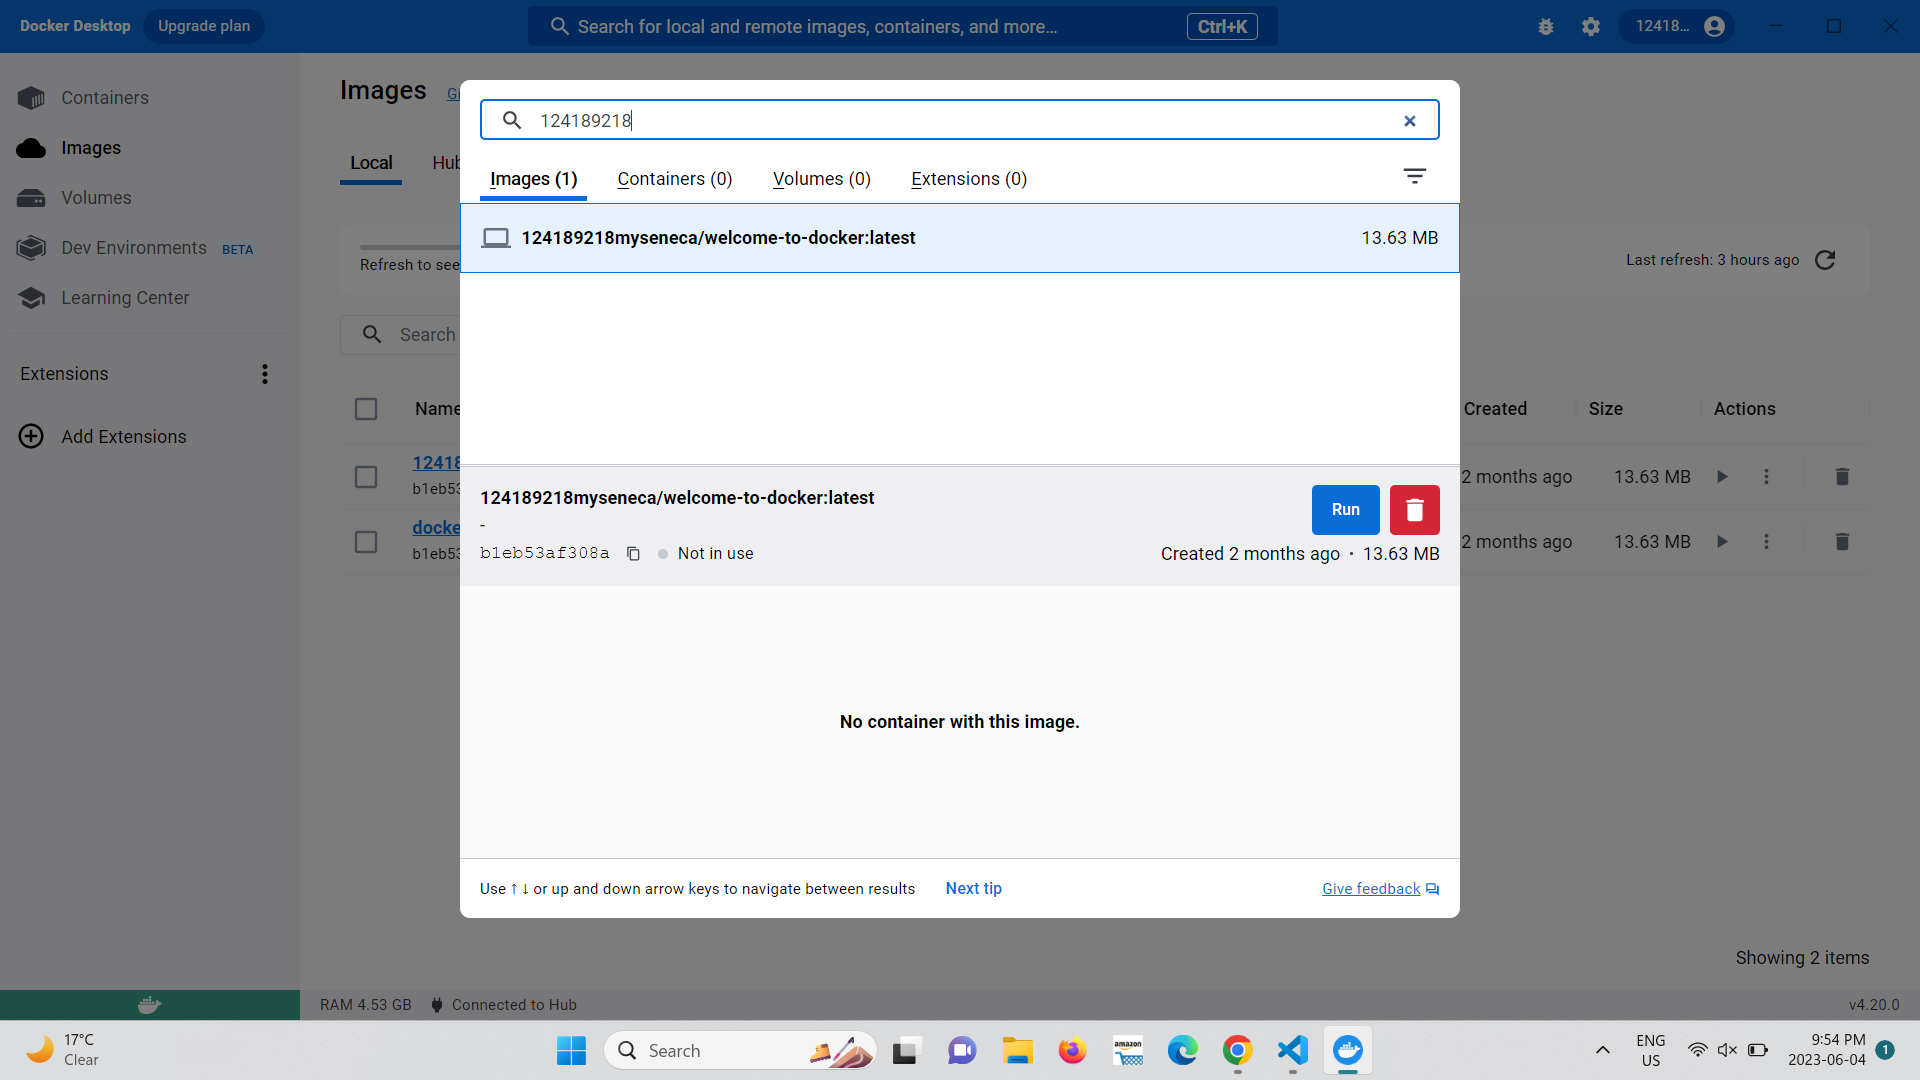 Docker Desktop Upgrade plan Search for local and remote images, containers, and more... Ctrl+K 12418...
Containers
Images
Volumes
Dev Environments BETA
Learning Center
Extensions
Add Extensions
Images Gi
Local Hub
Refresh to see
Last refresh: 3 hours ago
Search
Name Created Size Actions
12418
b1eb53
2 months ago 13.63 MB
docke
b1eb53
2 months ago 13.63 MB
124189218
Images (1) Containers (0) Volumes (0) Extensions (0)
124189218myseneca/welcome-to-docker:latest 13.63 MB
124189218myseneca/welcome-to-docker:latest
-
Run
b1eb53af308a Not in use Created 2 months ago · 13.63 MB
No container with this image.
Use ↑ ↓ or up and down arrow keys to navigate between results Next tip Give feedback
Showing 2 items
RAM 4.53 GB Connected to Hub v4.20.0
17°C
Clear
Search
amazon
ENG
US
9:54 PM
2023-06-04
1